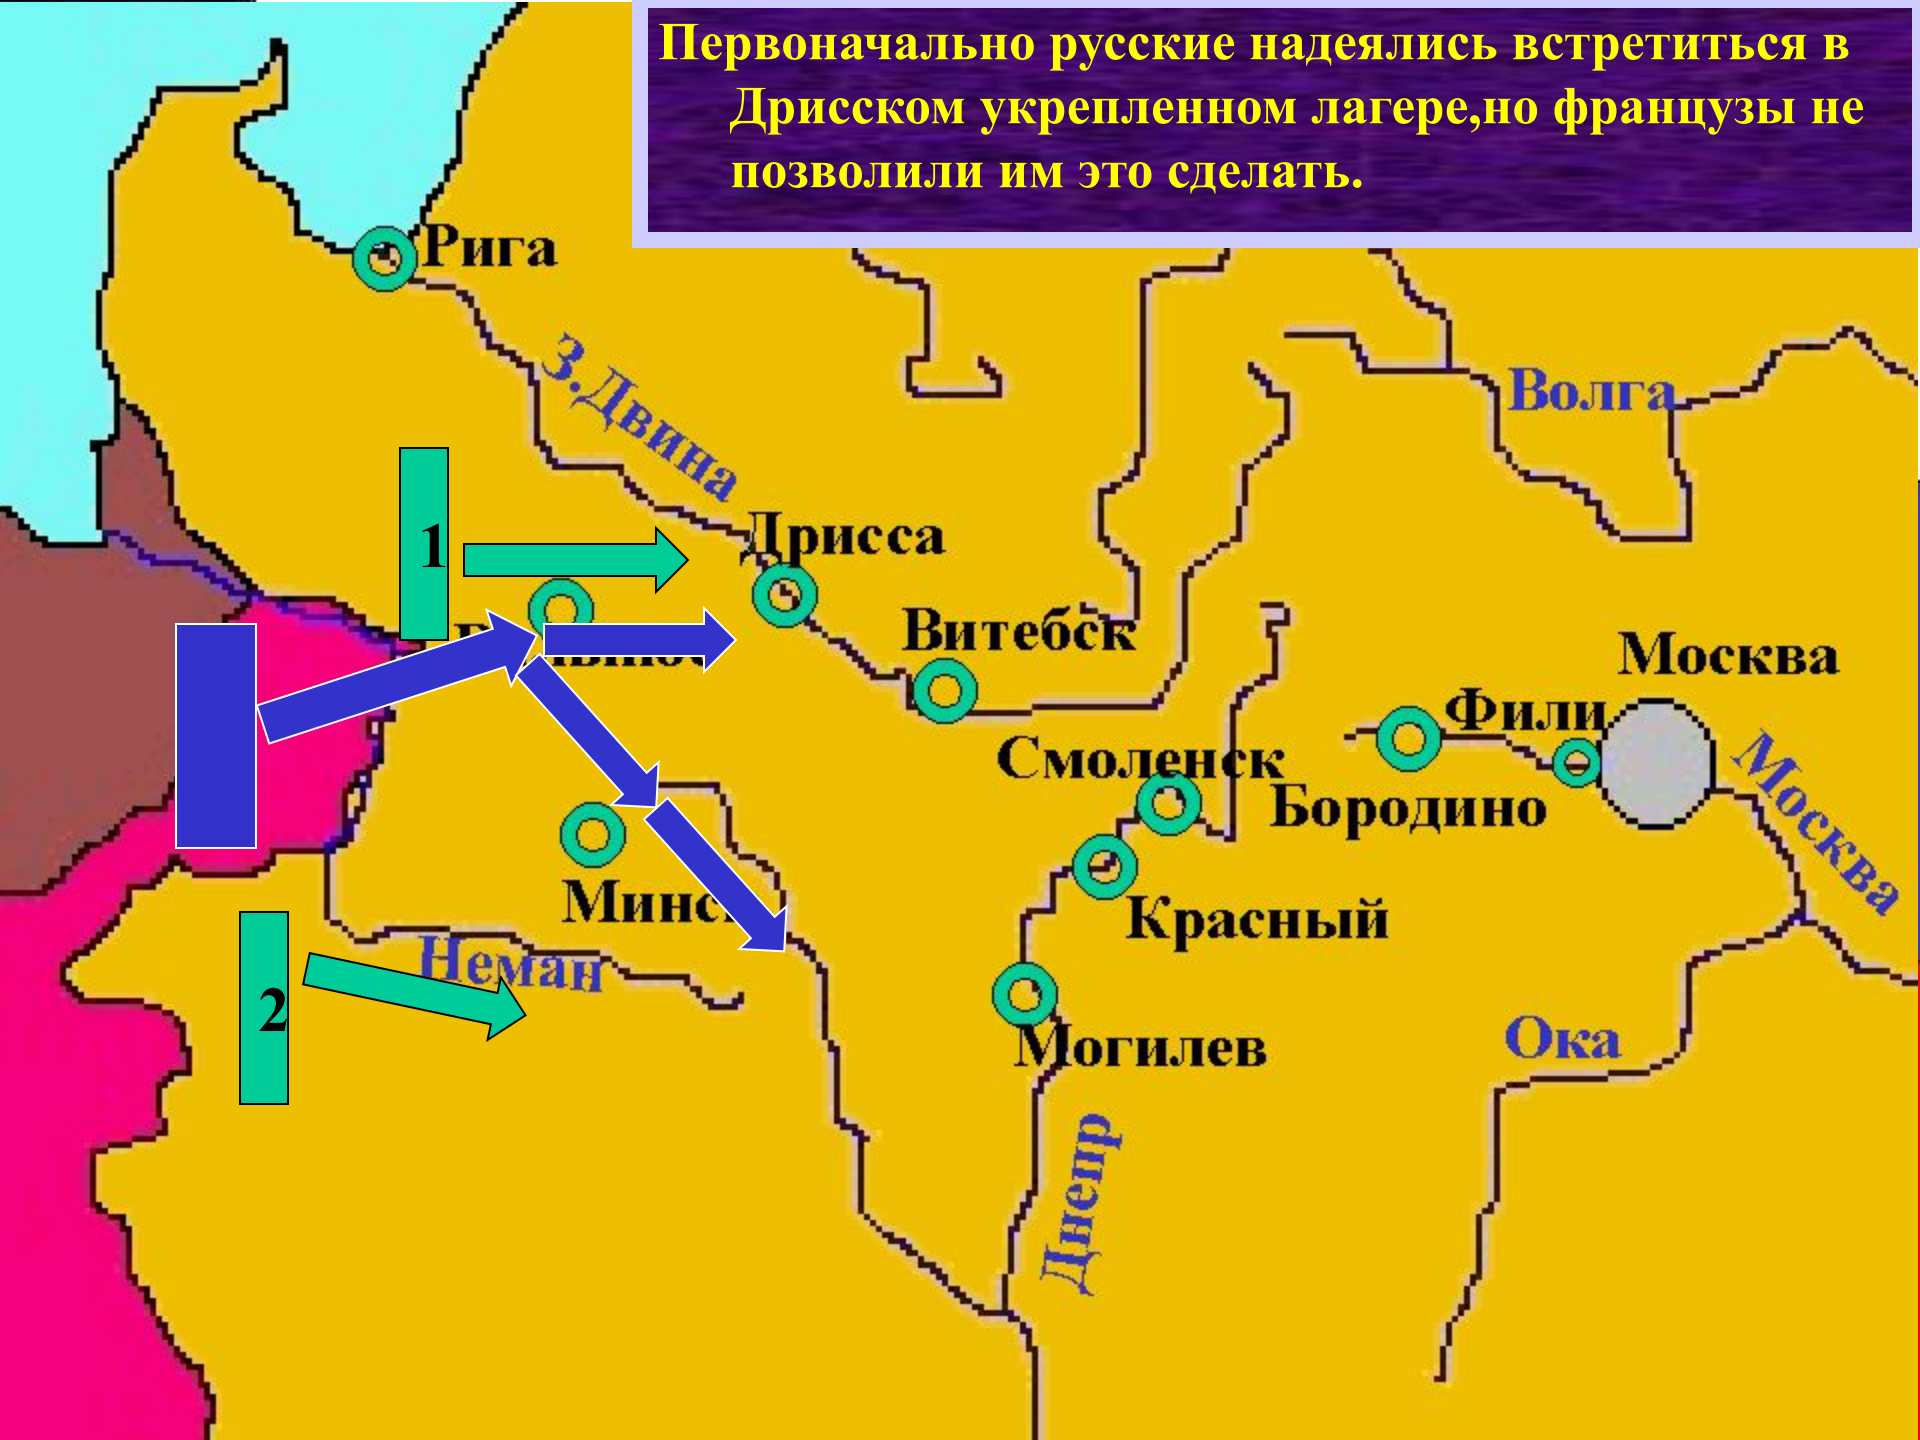 Первоначально русские надеялись встретиться в
Дрисском укрепленном лагере,но французы не
позволили им это сделать.
Рига
З.Двина
Волга
1
Дрисса
Витебск
Москва
Фили
Смоленск
Бородино
Москва
Красный
Неман
2
Могилев
Ока
Днепр